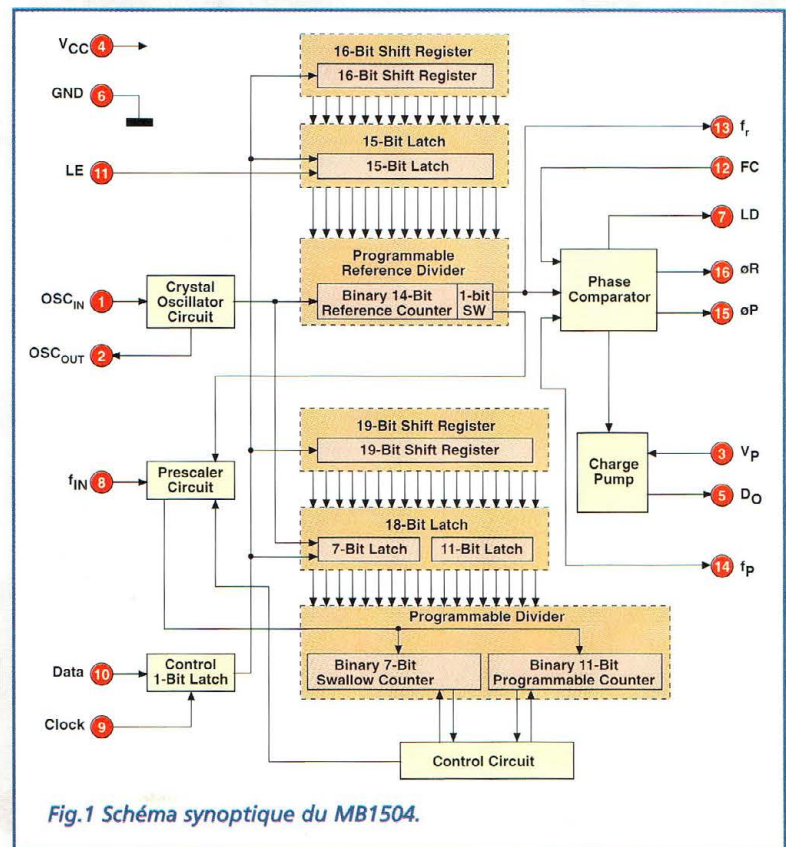 VCC 4
GND 6
LE 11
OSCIN 1
OSCOUT 2
fIN 8
Data 10
Clock 9
16-Bit Shift Register
16-Bit Shift Register
15-Bit Latch
15-Bit Latch
Programmable
Reference Divider
Binary 14-Bit
Reference Counter
1-bit
SW
Crystal
Oscillator
Circuit
Prescaler
Circuit
Control
1-Bit Latch
19-Bit Shift Register
19-Bit Shift Register
18-Bit Latch
7-Bit Latch
11-Bit Latch
Programmable Divider
Binary 7-Bit
Swallow Counter
Binary 11-Bit
Programmable Counter
Control Circuit
Phase
Comparator
Charge
Pump
13 fr
12 FC
7 LD
16 øR
15 øP
3 VP
5 DO
14 fP
Fig.1 Schéma synoptique du MB1504.